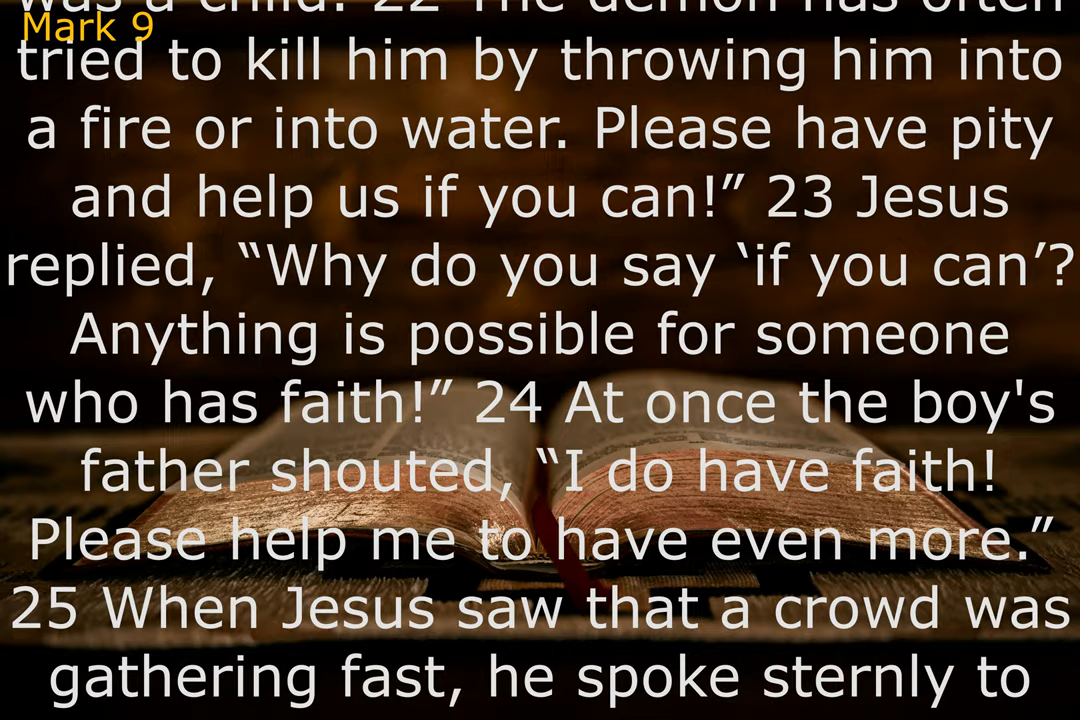 was a child. 22 The demon has often
Mark 9
tried to kill him by throwing him into
a fire or into water. Please have pity
and help us if you can!” 23 Jesus
replied, “Why do you say ‘if you can’?
Anything is possible for someone
who has faith!” 24 At once the boy's
father shouted, “I do have faith!
Please help me to have even more.”
25 When Jesus saw that a crowd was
gathering fast, he spoke sternly to